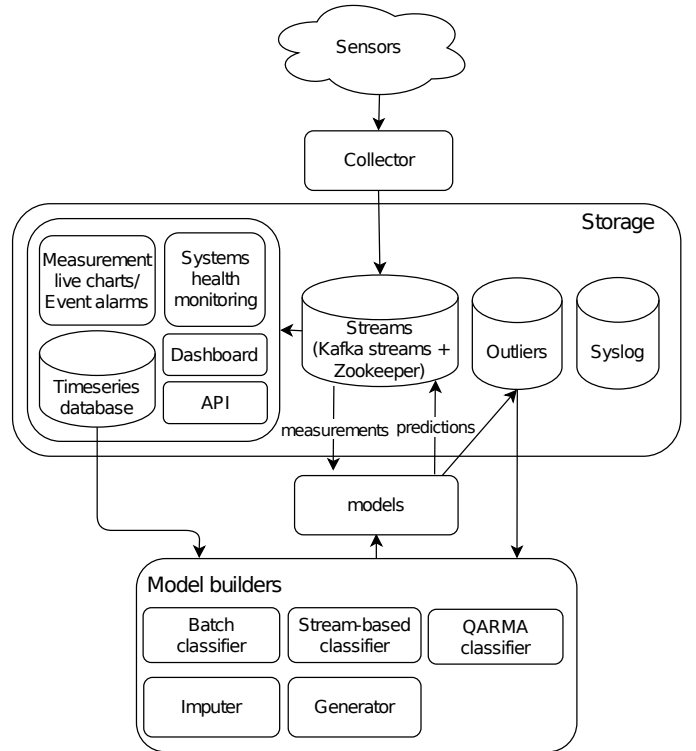 Sensors
Collector
Storage
Measurement
live charts/
Event alarms
Systems
health
monitoring
Dashboard
API
Timeseries
database
Streams
(Kafka streams +
Zookeeper)
Outliers
Syslog
measurements
predictions
models
Model builders
Batch
classifier
Stream-based
classifier
QARMA
classifier
Imputer
Generator